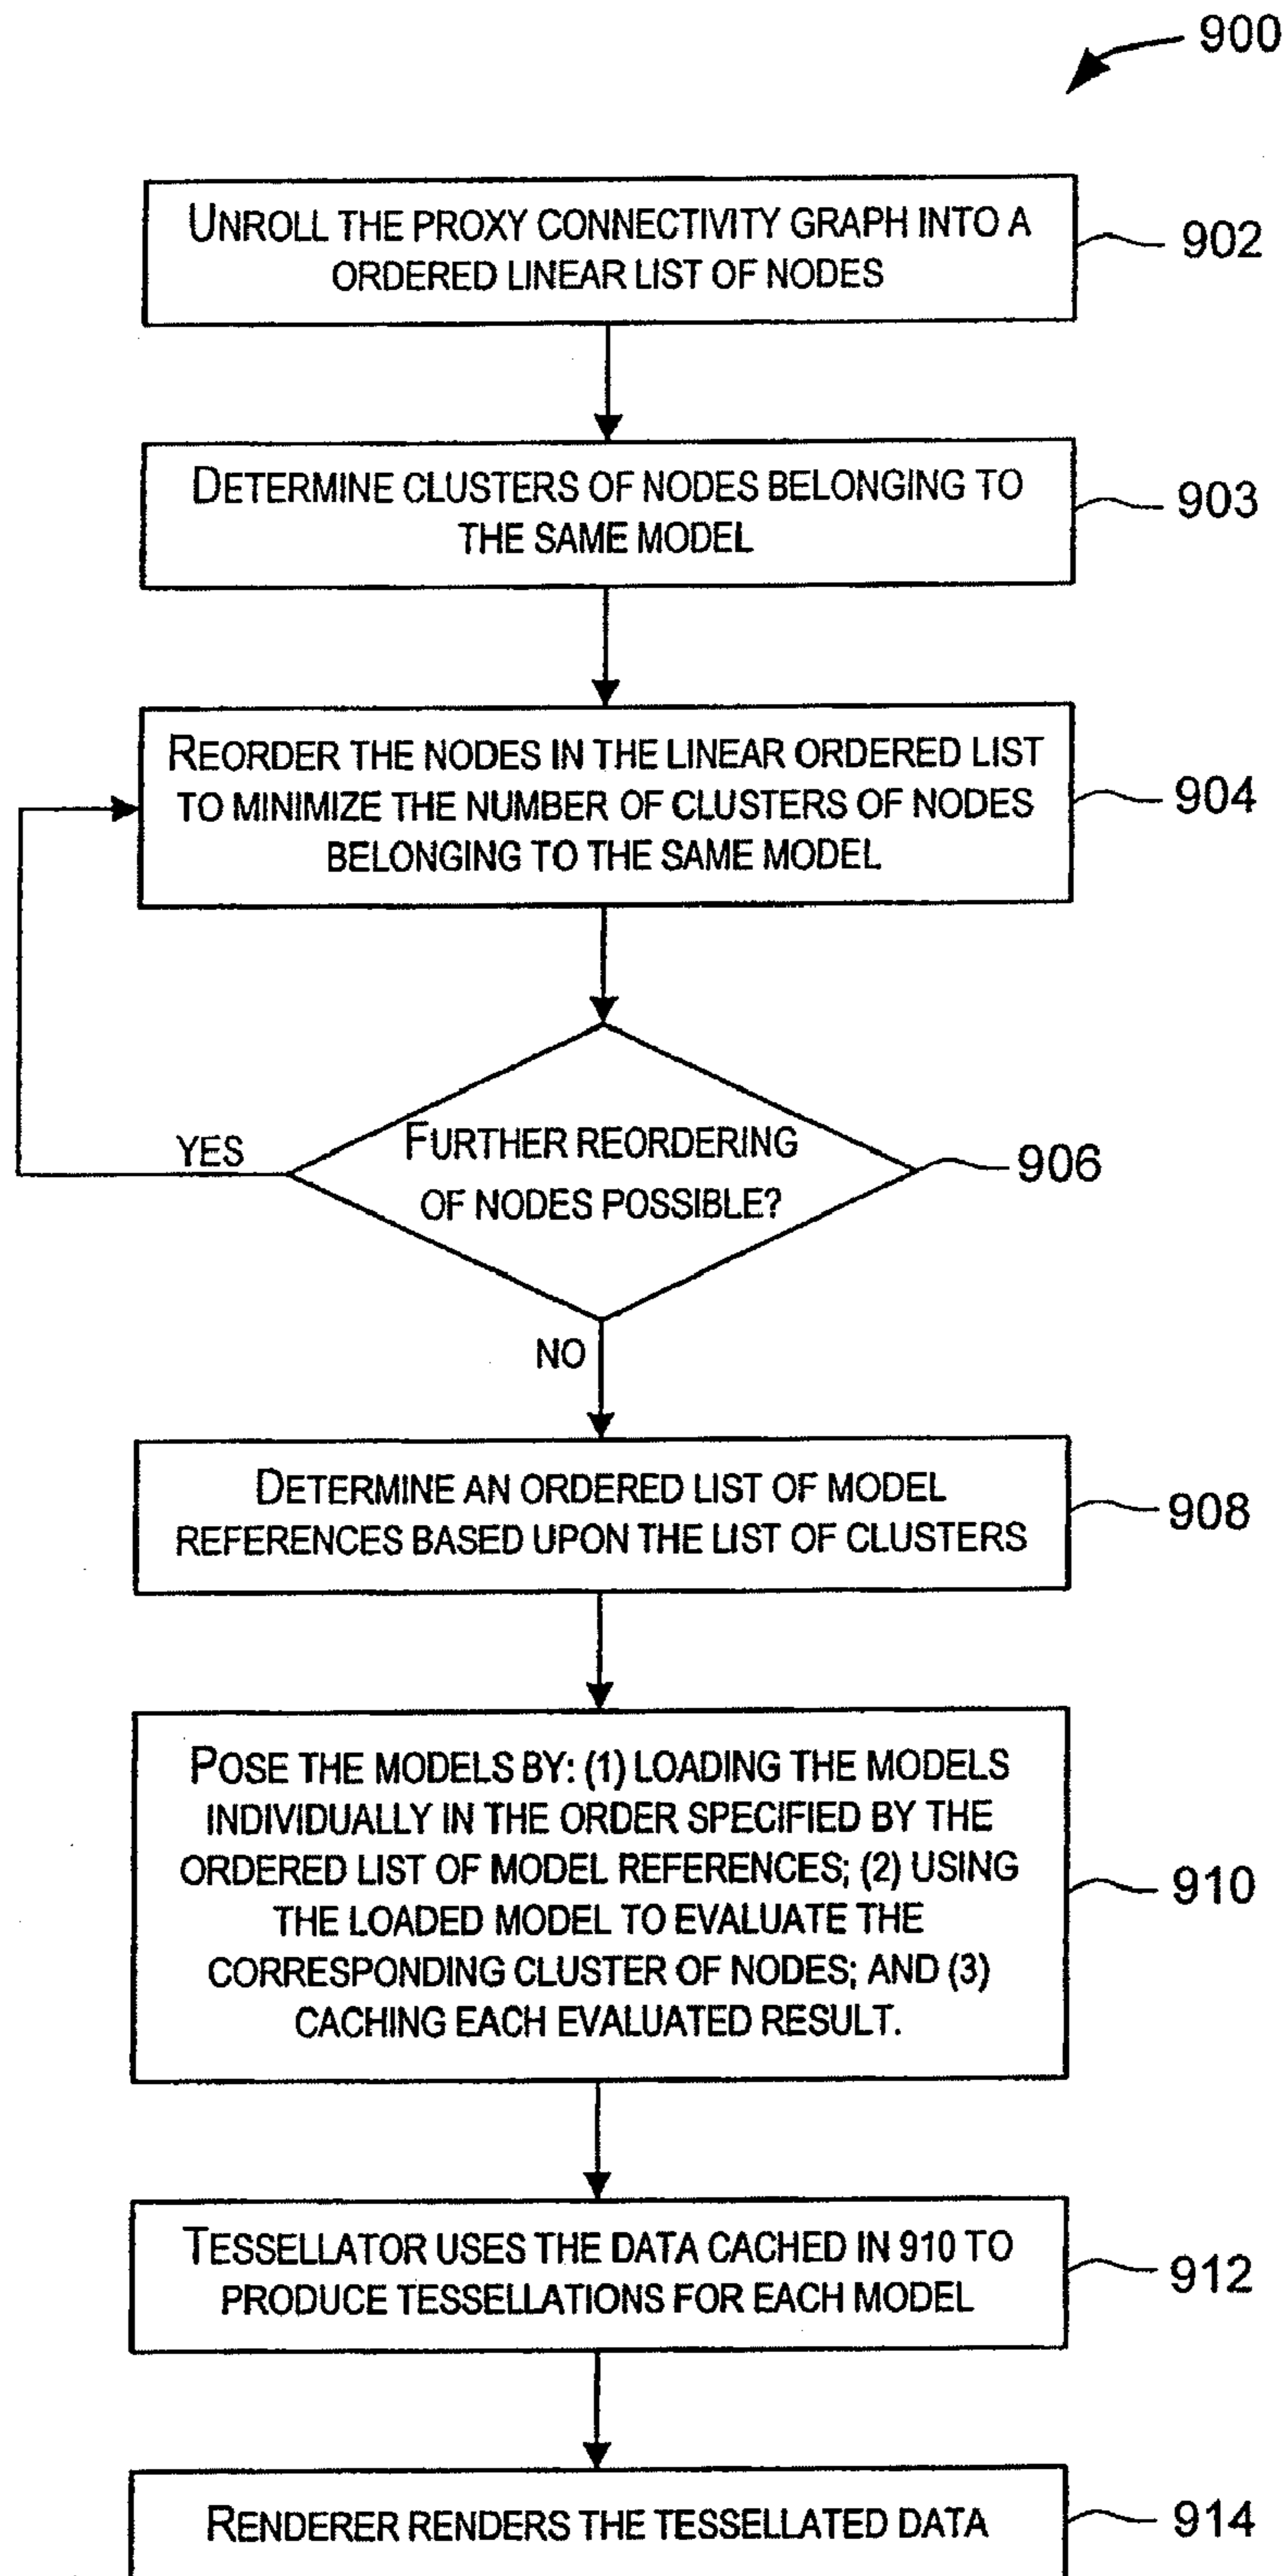 900
UNROLL THE PROXY CONNECTIVITY GRAPH INTO A
ORDERED LINEAR LIST OF NODES
902
DETERMINE CLUSTERS OF NODES BELONGING TO
THE SAME MODEL
903
REORDER THE NODES IN THE LINEAR ORDERED LIST
TO MINIMIZE THE NUMBER OF CLUSTERS OF NODES
BELONGING TO THE SAME MODEL
904
YES
FURTHER REORDERING
OF NODES POSSIBLE?
906
NO
DETERMINE AN ORDERED LIST OF MODEL
REFERENCES BASED UPON THE LIST OF CLUSTERS
908
POSE THE MODELS BY: (1) LOADING THE MODELS
INDIVIDUALLY IN THE ORDER SPECIFIED BY THE
ORDERED LIST OF MODEL REFERENCES; (2) USING
THE LOADED MODEL TO EVALUATE THE
CORRESPONDING CLUSTER OF NODES; AND (3)
CACHING EACH EVALUATED RESULT.
910
TESSELLATOR USES THE DATA CACHED IN 910 TO
PRODUCE TESSELLATIONS FOR EACH MODEL
912
RENDERER RENDERS THE TESSELLATED DATA
914